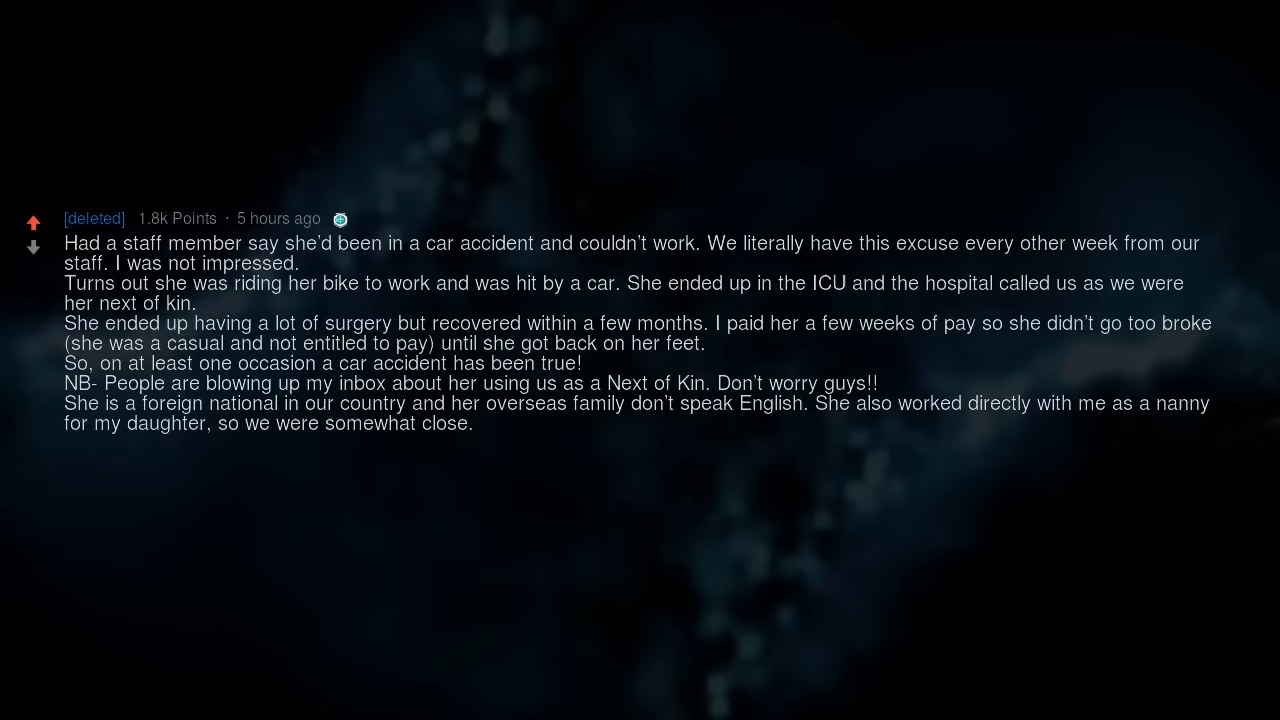 [deleted] 1.8k Points · 5 hours ago
Had a staff member say she'd been in a car accident and couldn't work. We literally have this excuse every other week from our
staff. I was not impressed.
Turns out she was riding her bike to work and was hit by a car. She ended up in the ICU and the hospital called us as we were
her next of kin.
She ended up having a lot of surgery but recovered within a few months. I paid her a few weeks of pay so she didn't go too broke
(she was a casual and not entitled to pay) until she got back on her feet.
So, on at least one occasion a car accident has been true!
NB- People are blowing up my inbox about her using us as a Next of Kin. Don't worry guys!!
She is a foreign national in our country and her overseas family don't speak English. She also worked directly with me as a nanny
for my daughter, so we were somewhat close.